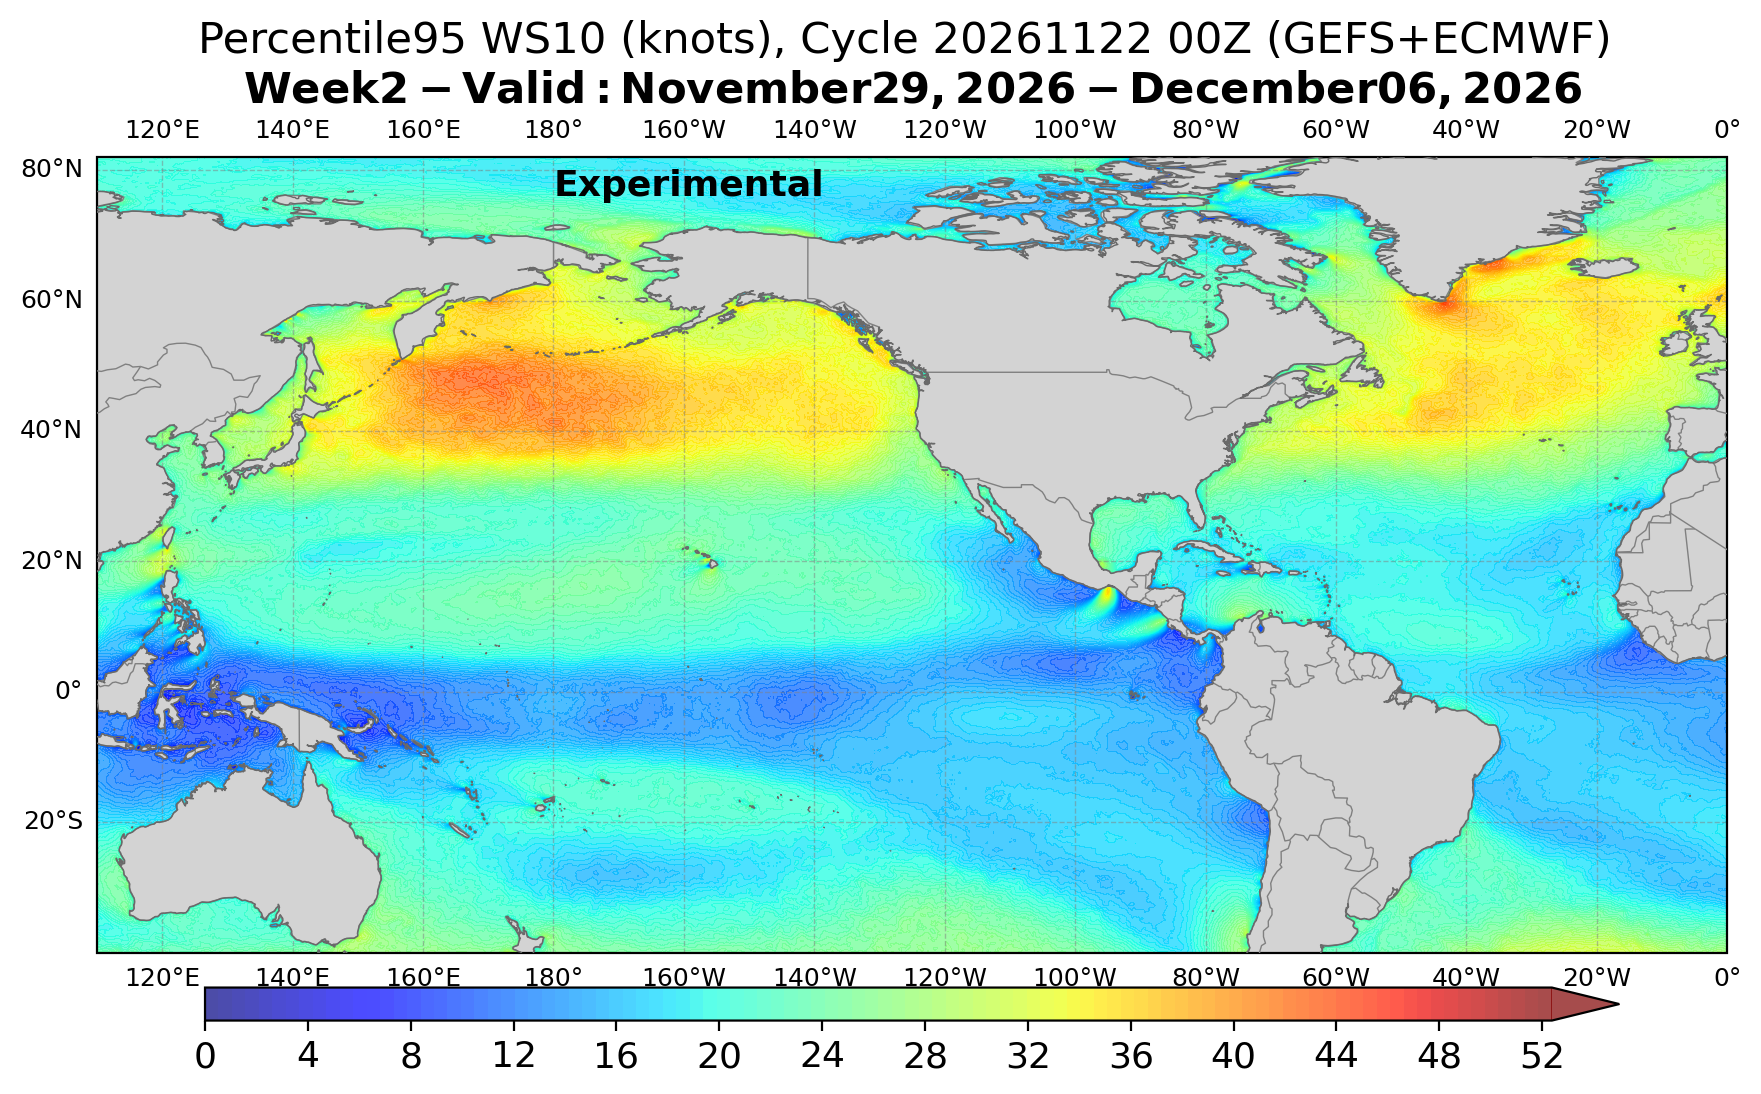 Percentile95 WS10 (knots), Cycle 20261122 00Z (GEFS+ECMWF)
Week2 − Valid : November29, 2026 − December06, 2026
120°E 140°E 160°E 180° 160°W 140°W 120°W 100°W 80°W 60°W 40°W 20°W 0°
80°N
Experimental
60°N
40°N
20°N
0°
20°S
120°E 140°E 160°E 180° 160°W 140°W 120°W 100°W 80°W 60°W 40°W 20°W 0°
0 4 8 12 16 20 24 28 32 36 40 44 48 52